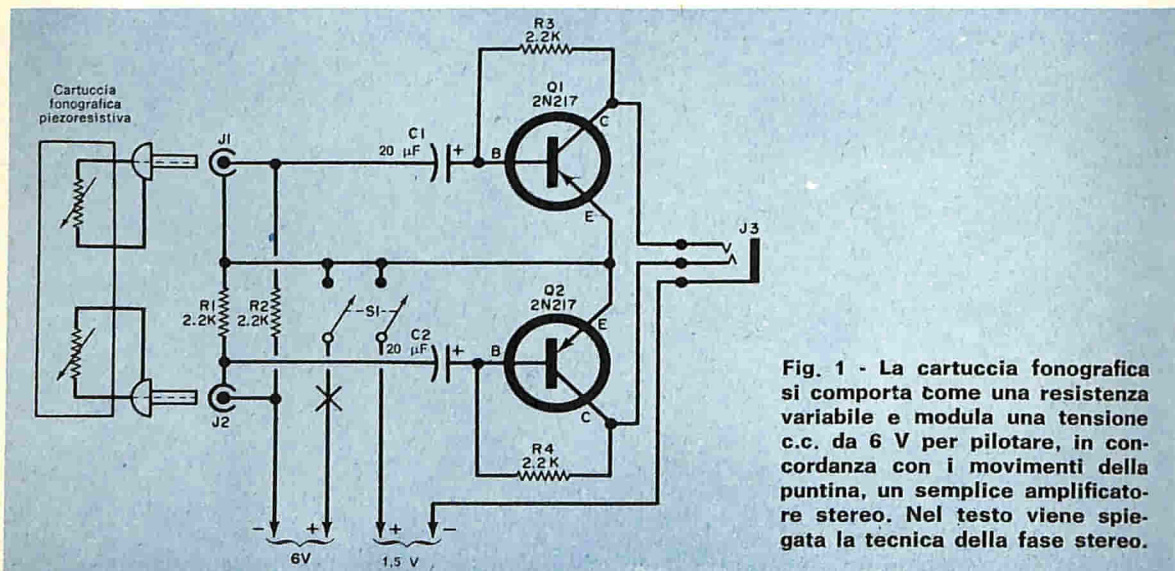 R3
2.2K
Cartuccia
fonografica
piezoresistiva
Q1
2N217
C
J1
C1
20 µF
+
B
E
J3
R1
2.2K
R2
2.2K
S1
Q2
2N217
C2
20 µF
+
B
E
C
J2
R4
2.2K
-
+
+
-
6V
1,5 V
Fig. 1 - La cartuccia fonografica
si comporta come una resistenza
variabile e modula una tensione
c.c. da 6 V per pilotare, in con-
cordanza con i movimenti della
puntina, un semplice amplificato-
re stereo. Nel testo viene spie-
gata la tecnica della fase stereo.